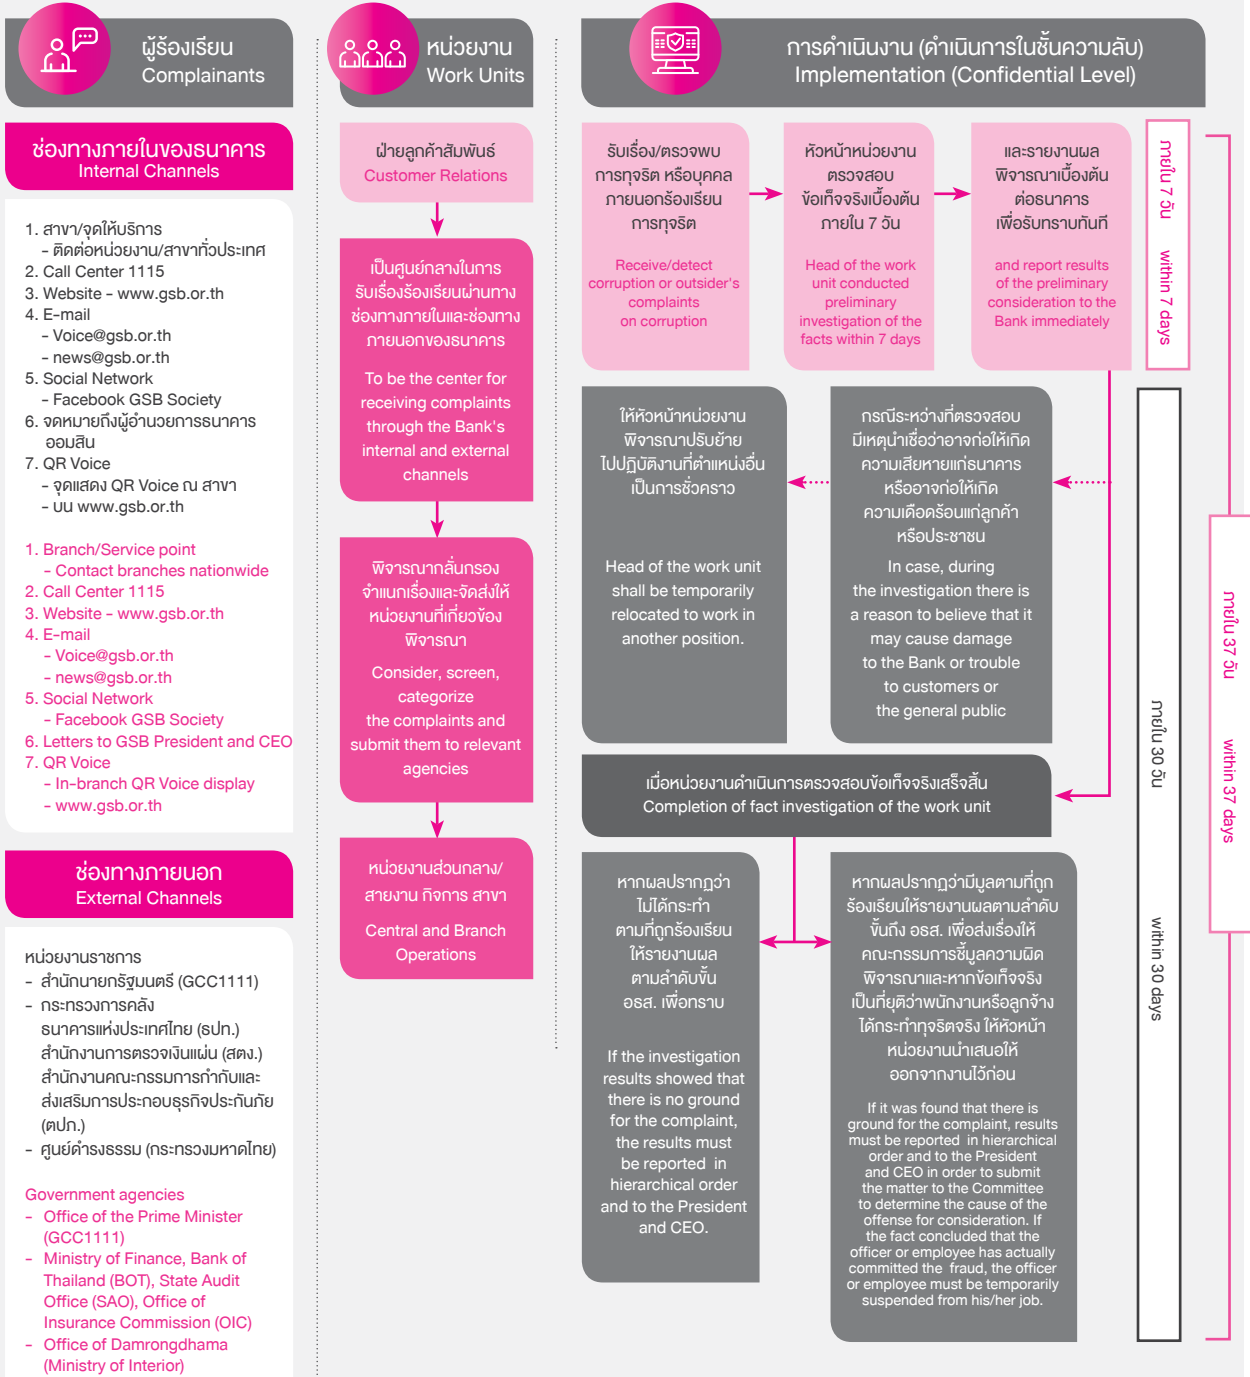 ผู้ร้องเรียน
Complainants
ช่องทางภายในของธนาคาร
Internal Channels
1. สาขา/จุดให้บริการ
- ติดต่อหน่วยงาน/สาขาทั่วประเทศ
2. Call Center 1115
3. Website - www.gsb.or.th
4. E-mail
- Voice@gsb.or.th
- news@gsb.or.th
5. Social Network
- Facebook GSB Society
6. จดหมายถึงผู้อำนวยการธนาคาร
ออมสิน
7. QR Voice
- จุดแสดง QR Voice ณ สาขา
- บน www.gsb.or.th
1. Branch/Service point
- Contact branches nationwide
2. Call Center 1115
3. Website - www.gsb.or.th
4. E-mail
- Voice@gsb.or.th
- news@gsb.or.th
5. Social Network
- Facebook GSB Society
6. Letters to GSB President and CEO
7. QR Voice
- In-branch QR Voice display
- www.gsb.or.th
ช่องทางภายนอก
External Channels
หน่วยงานราชการ
- สำนักนายกรัฐมนตรี (GCC1111)
- กระทรวงการคลัง
ธนาคารแห่งประเทศไทย (ธปท.)
สำนักงานการตรวจเงินแผ่น (สตง.)
สำนักงานคณะกรรมการกำกับและ
ส่งเสริมการประกอบธุรกิจประกันภัย
(ตปภ.)
- ศูนย์ดำรงธรรม (กระทรวงมหาดไทย)
Government agencies
- Office of the Prime Minister
(GCC1111)
- Ministry of Finance, Bank of
Thailand (BOT), State Audit
Office (SAO), Office of
Insurance Commission (OIC)
- Office of Damrongdhama
(Ministry of Interior)
หน่วยงาน
Work Units
ฝ่ายลูกค้าสัมพันธ์
Customer Relations
เป็นศูนย์กลางในการ
รับเรื่องร้องเรียนผ่านทาง
ช่องทางภายในและช่องทาง
ภายนอกของธนาคาร
To be the center for
receiving complaints
through the Bank's
internal and external
channels
พิจารณากลั่นกรอง
จำแนกเรื่องและจัดส่งให้
หน่วยงานที่เกี่ยวข้อง
พิจารณา
Consider, screen,
categorize
the complaints and
submit them to relevant
agencies
หน่วยงานส่วนกลาง/
สายงาน กิจการ สาขา
Central and Branch
Operations
การดำเนินงาน (ดำเนินการในชั้นความลับ)
Implementation (Confidential Level)
รับเรื่อง/ตรวจพบ
การทุจริต หรือบุคคล
ภายนอกร้องเรียน
การทุจริต
Receive/detect
corruption or outsider's
complaints
on corruption
หัวหน้าหน่วยงาน
ตรวจสอบ
ข้อเท็จจริงเบื้องต้น
ภายใน 7 วัน
Head of the work
unit conducted
preliminary
investigation of the
facts within 7 days
และรายงานผล
พิจารณาเบื้องต้น
ต่อธนาคาร
เพื่อรับทราบทันที
and report results
of the preliminary
consideration to the
Bank immediately
ภายใน 7 วัน within 7 days
ให้หัวหน้าหน่วยงาน
พิจารณาปรับย้าย
ไปปฏิบัติงานที่ตำแหน่งอื่น
เป็นการชั่วคราว
Head of the work unit
shall be temporarily
relocated to work in
another position.
กรณีระหว่างที่ตรวจสอบ
มีเหตุนำเชื่อว่าอาจก่อให้เกิด
ความเสียหายแก่ธนาคาร
หรืออาจก่อให้เกิด
ความเดือดร้อนแก่ลูกค้า
หรือประชาชน
In case, during
the investigation there is
a reason to believe that it
may cause damage
to the Bank or trouble
to customers or
the general public
เมื่อหน่วยงานดำเนินการตรวจสอบข้อเท็จจริงเสร็จสิ้น
Completion of fact investigation of the work unit
หากผลปรากฏว่า
ไม่ได้กระทำ
ตามที่ถูกร้องเรียน
ให้รายงานผล
ตามลำดับขั้น
อธส. เพื่อทราบ
If the investigation
results showed that
there is no ground
for the complaint,
the results must
be reported in
hierarchical order
and to the President
and CEO.
หากผลปรากฏว่ามีมูลตามที่ถูก
ร้องเรียนให้รายงานผลตามลำดับ
ขั้นถึง อธส. เพื่อส่งเรื่องให้
คณะกรรมการชี้มูลความผิด
พิจารณาและหากข้อเท็จจริง
เป็นที่ยุติว่าพนักงานหรือลูกจ้าง
ได้กระทำทุจริตจริง ให้หัวหน้า
หน่วยงานนำเสนอให้
ออกจากงานไว้ก่อน
If it was found that there is
ground for the complaint, results
must be reported in hierarchical
order and to the President
and CEO in order to submit
the matter to the Committee
to determine the cause of the
offense for consideration. If
the fact concluded that the
officer or employee has actually
committed the fraud, the officer
or employee must be temporarily
suspended from his/her job.
ภายใน 30 วัน within 30 days
ภายใน 37 วัน within 37 days